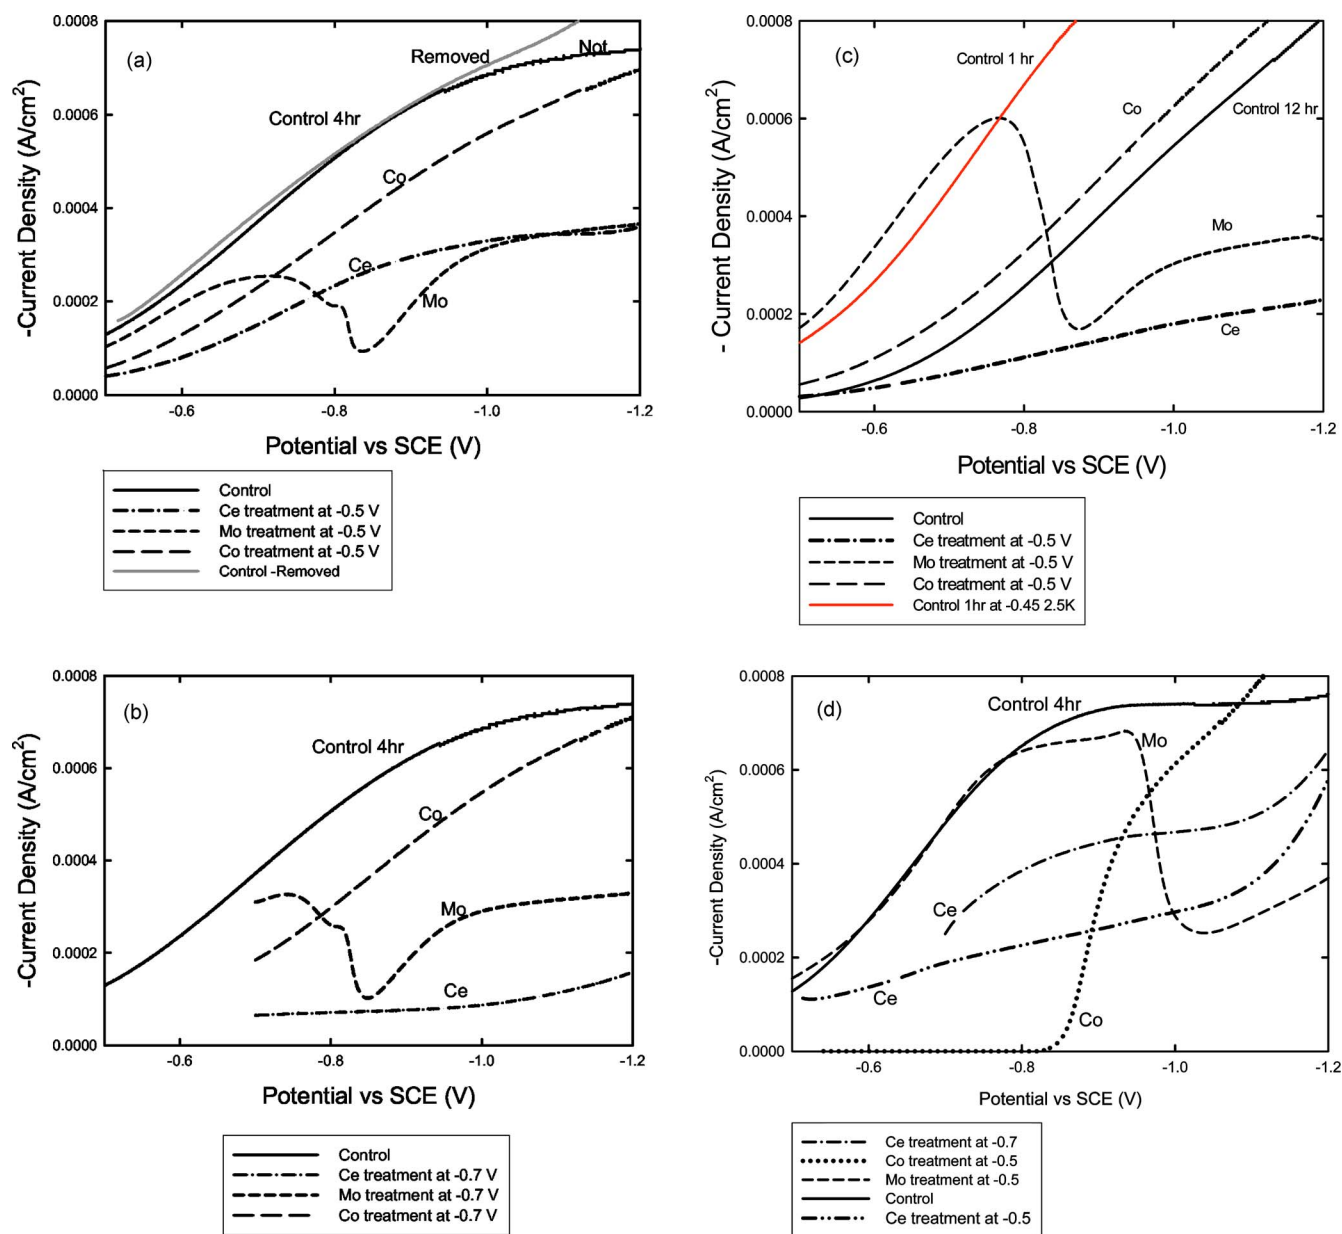 (a)
0.0008
0.0006
0.0004
0.0002
0.0000
-Current Density (A/cm²)
Removed
Not
Control 4hr
Co
Ce
Mo
-0.6
-0.8
-1.0
-1.2
Potential vs SCE (V)
Control
Ce treatment at -0.5 V
Mo treatment at -0.5 V
Co treatment at -0.5 V
Control -Removed
(c)
0.0008
0.0006
0.0004
0.0002
0.0000
- Current Density (A/cm²)
Control 1 hr
Co
Control 12 hr
Mo
Ce
-0.6
-0.8
-1.0
-1.2
Potential vs SCE (V)
Control
Ce treatment at -0.5 V
Mo treatment at -0.5 V
Co treatment at -0.5 V
Control 1hr at -0.45 2.5K
(b)
0.0008
0.0006
0.0004
0.0002
0.0000
-Current Density (A/cm²)
Control 4hr
Co
Mo
Ce
-0.6
-0.8
-1.0
-1.2
Potential vs SCE (V)
Control
Ce treatment at -0.7 V
Mo treatment at -0.7 V
Co treatment at -0.7 V
(d)
0.0008
0.0006
0.0004
0.0002
0.0000
-Current Density (A/cm²)
Control 4hr
Mo
Ce
Ce
Co
-0.6
-0.8
-1.0
-1.2
Potential vs SCE (V)
Ce treatment at -0.7
Co treatment at -0.5
Mo treatment at -0.5
Control
Ce treatment at -0.5